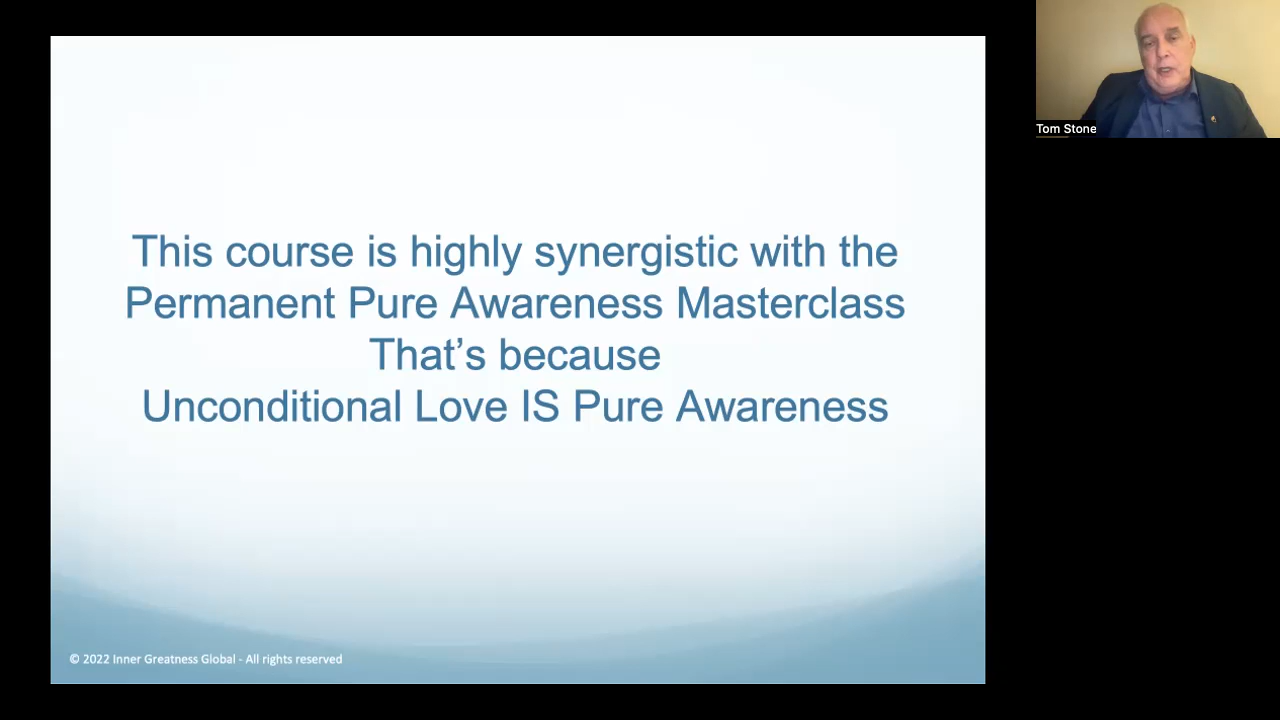 This course is highly synergistic with the
Permanent Pure Awareness Masterclass
That’s because
Unconditional Love IS Pure Awareness
© 2022 Inner Greatness Global - All rights reserved
Tom Stone